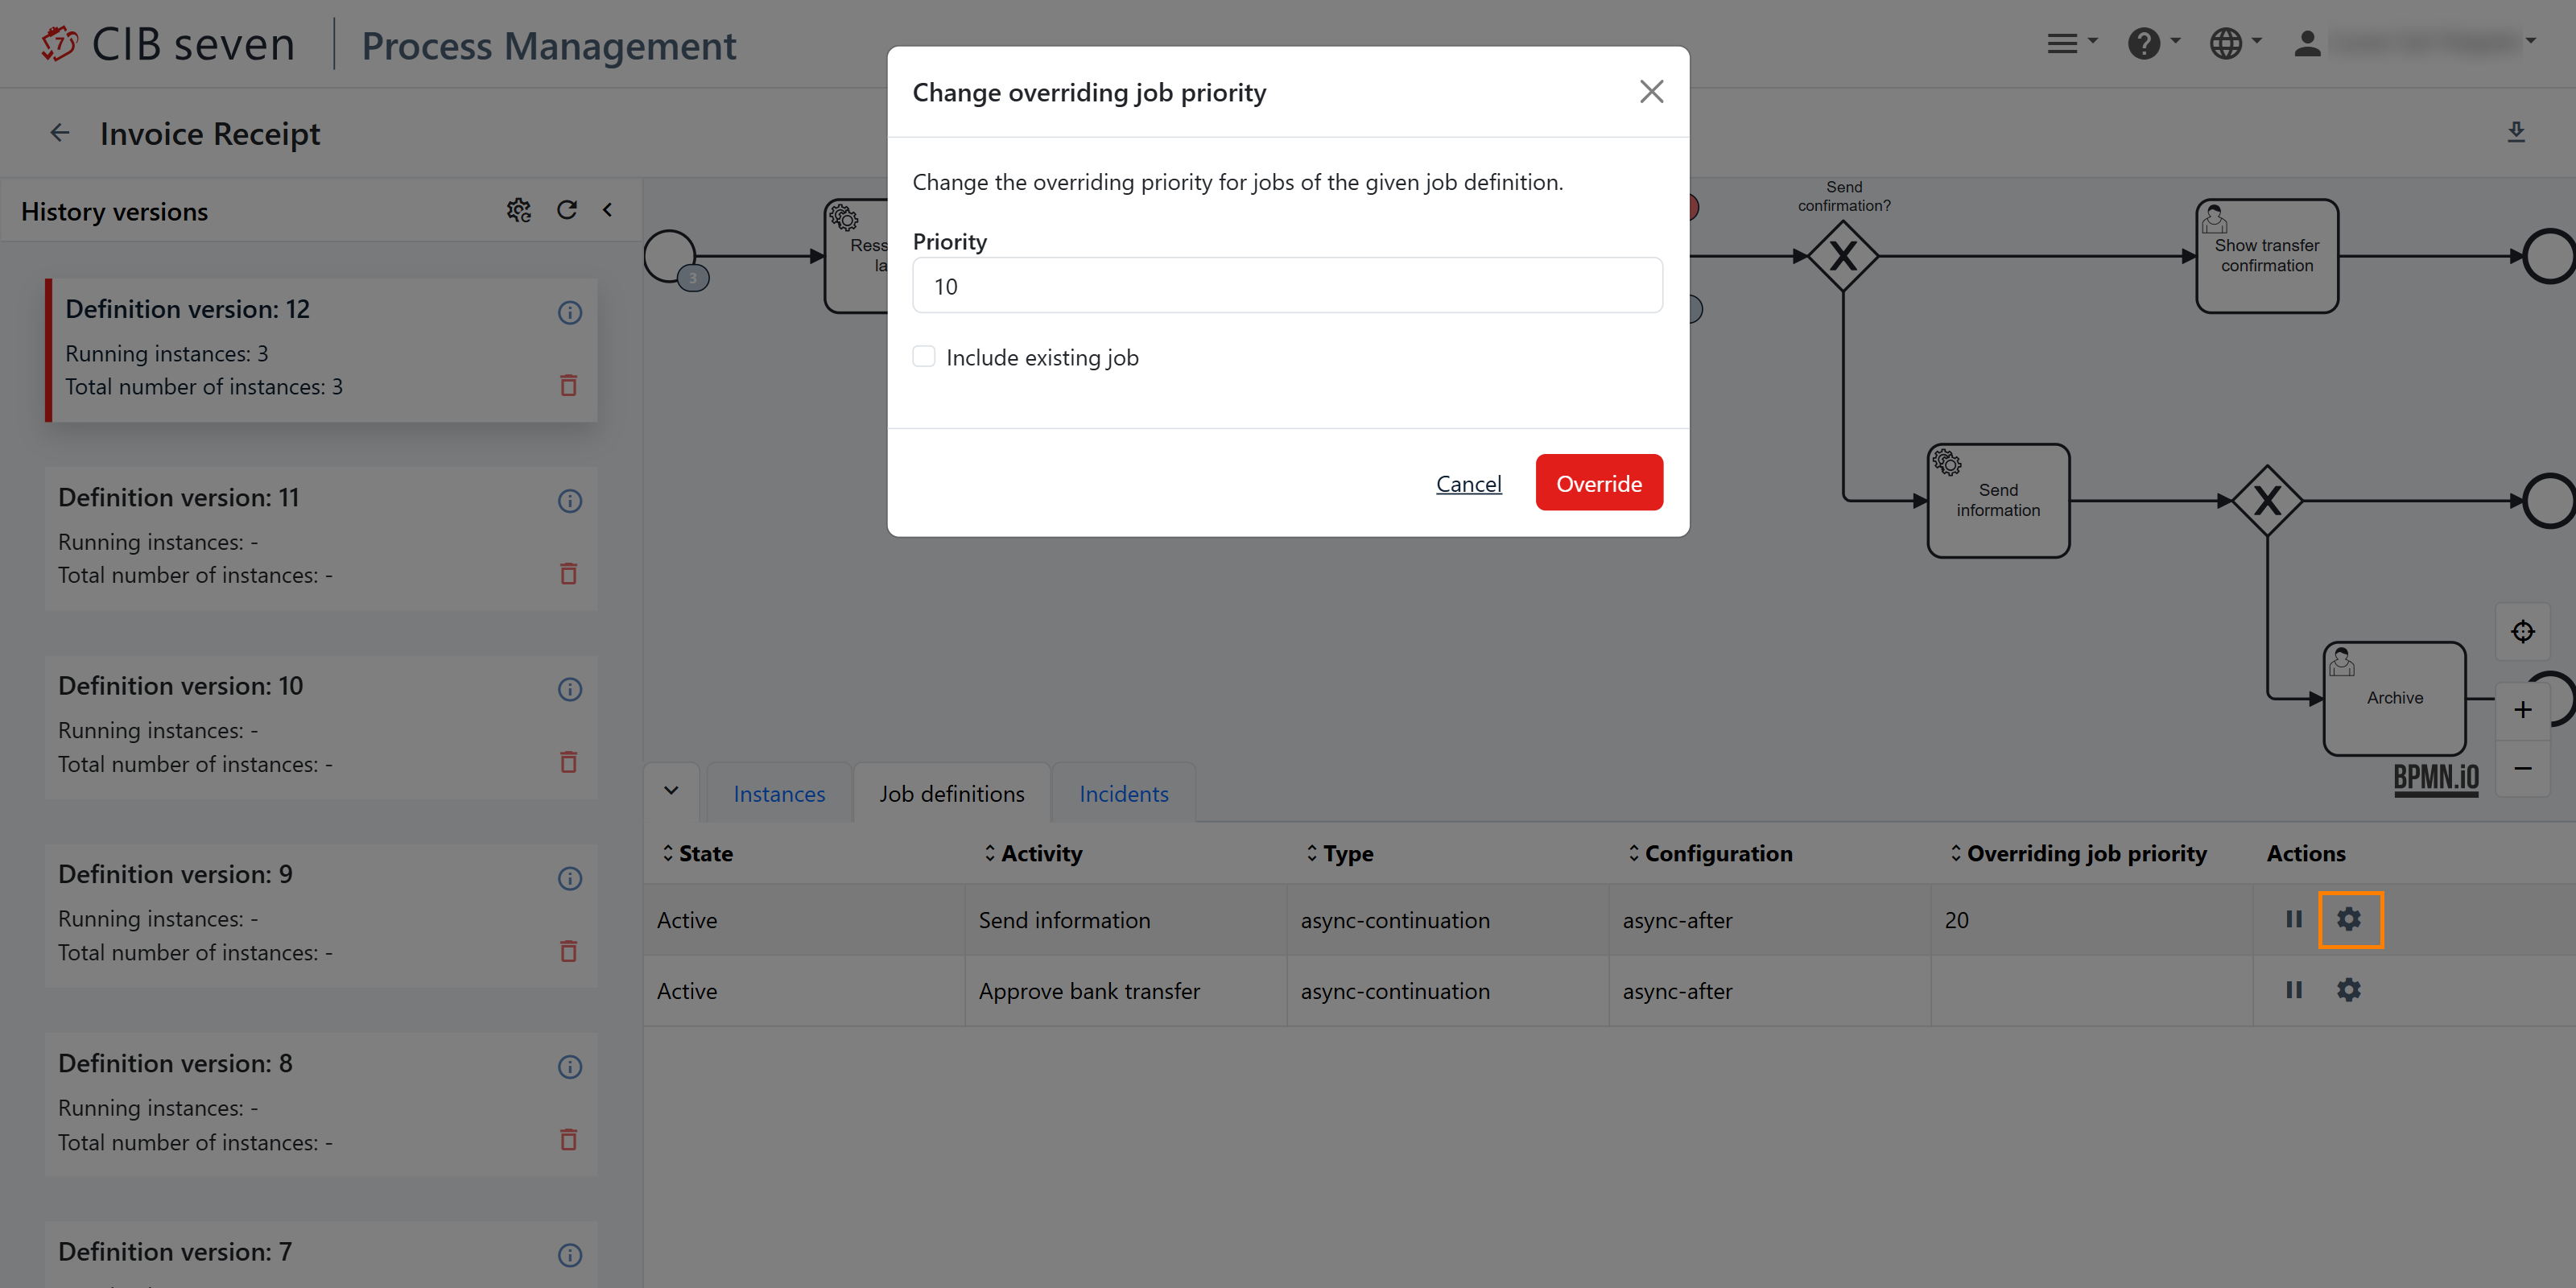 CIB seven
Process Management
Invoice Receipt
Change overriding job priority
Change the overriding priority for jobs of the given job definition.
Priority
10
Include existing job
Cancel
Override
History versions
Definition version: 12
Running instances: 3
Total number of instances: 3
Definition version: 11
Running instances: -
Total number of instances: -
Definition version: 10
Running instances: -
Total number of instances: -
Definition version: 9
Running instances: -
Total number of instances: -
Definition version: 8
Running instances: -
Total number of instances: -
Definition version: 7
3
Send
confirmation?
Show transfer
confirmation
Send
information
Archive
BPMN.iO
Instances
Job definitions
Incidents
State Activity Type Configuration Overriding job priority Actions
Active Send information async-continuation async-after 20
Active Approve bank transfer async-continuation async-after